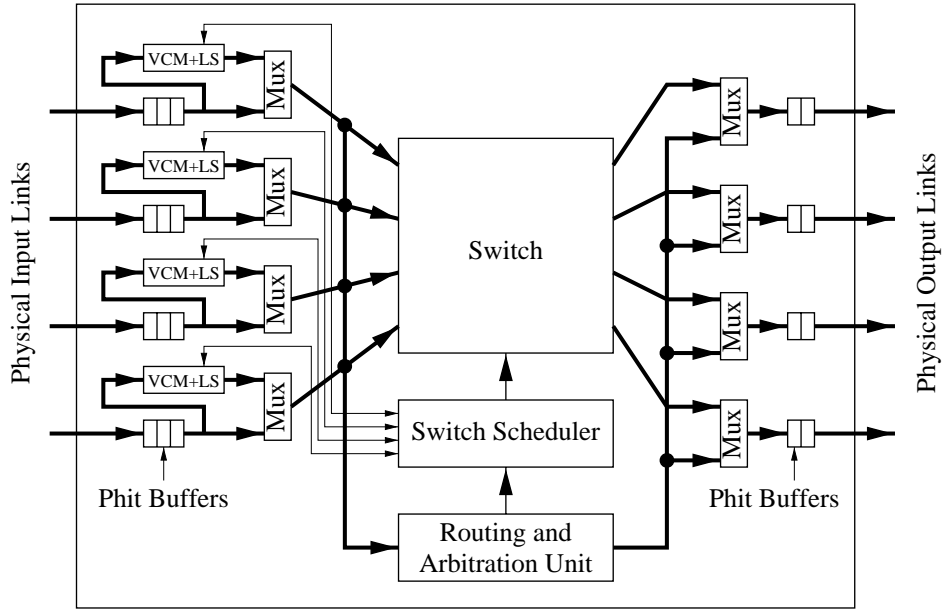 VCM+LS
Mux
Mux
VCM+LS
Mux
Mux
Physical Input Links
Switch
Physical Output Links
VCM+LS
Mux
Mux
VCM+LS
Mux
Mux
Switch Scheduler
Phit Buffers
Phit Buffers
Routing and
Arbitration Unit